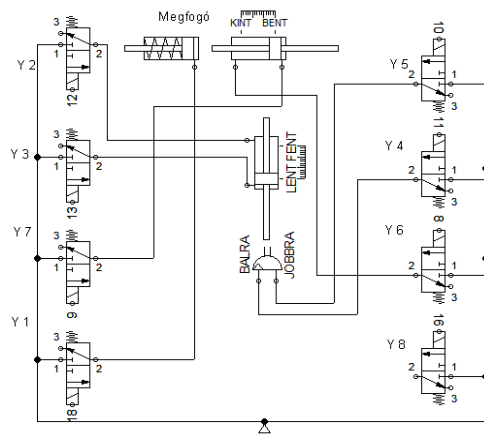 Megfogó
KINT BENT
3
1 2
Y 2
12
3
1 2
Y 3
13
3
1 2
Y 7
9
3
1 2
Y 1
18
LENT FENT
BALRA
JOBBRA
10
Y 5
2 1
3
11
Y 4
2 1
3
8
Y 6
2 1
3
16
Y 8
2 1
3